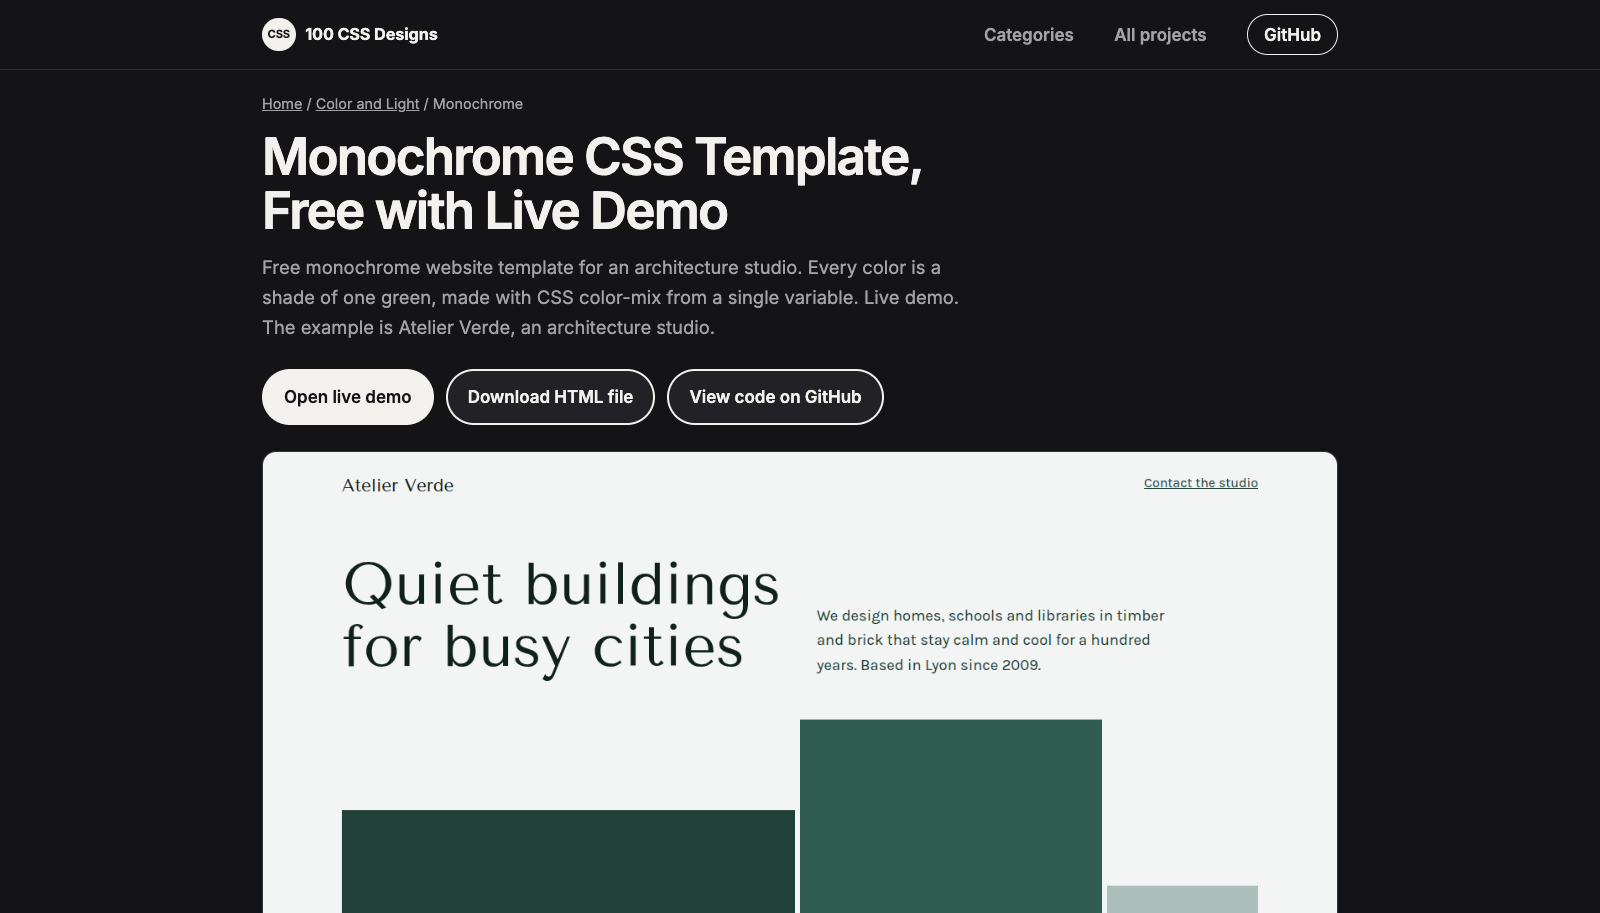 CSS 100 CSS Designs
Categories All projects GitHub
Home / Color and Light / Monochrome
Monochrome CSS Template,
Free with Live Demo
Free monochrome website template for an architecture studio. Every color is a
shade of one green, made with CSS color-mix from a single variable. Live demo.
The example is Atelier Verde, an architecture studio.
Open live demo Download HTML file View code on GitHub
Atelier Verde Contact the studio
Quiet buildings
for busy cities
We design homes, schools and libraries in timber
and brick that stay calm and cool for a hundred
years. Based in Lyon since 2009.